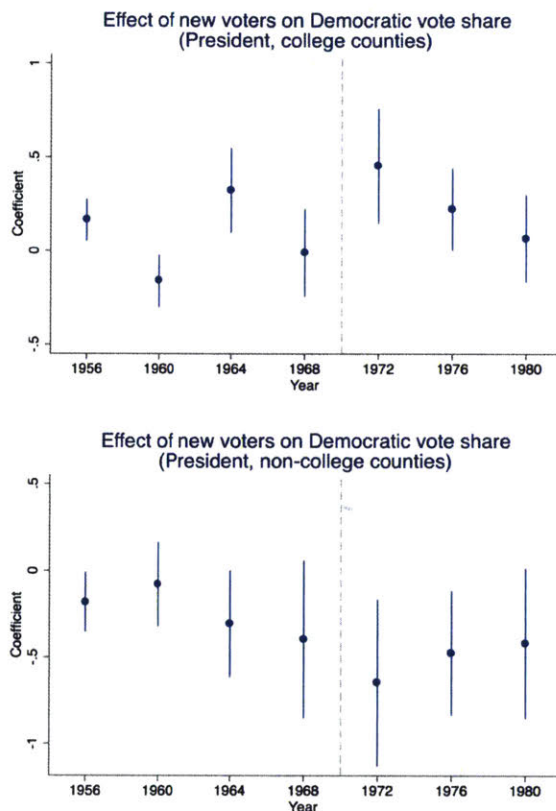 Effect of new voters on Democratic vote share
(President, college counties)
1
.5
0
-.5
Coefficient
1956 1960 1964 1968 1972 1976 1980
Year
Effect of new voters on Democratic vote share
(President, non-college counties)
.5
0
-.5
-1
Coefficient
1956 1960 1964 1968 1972 1976 1980
Year